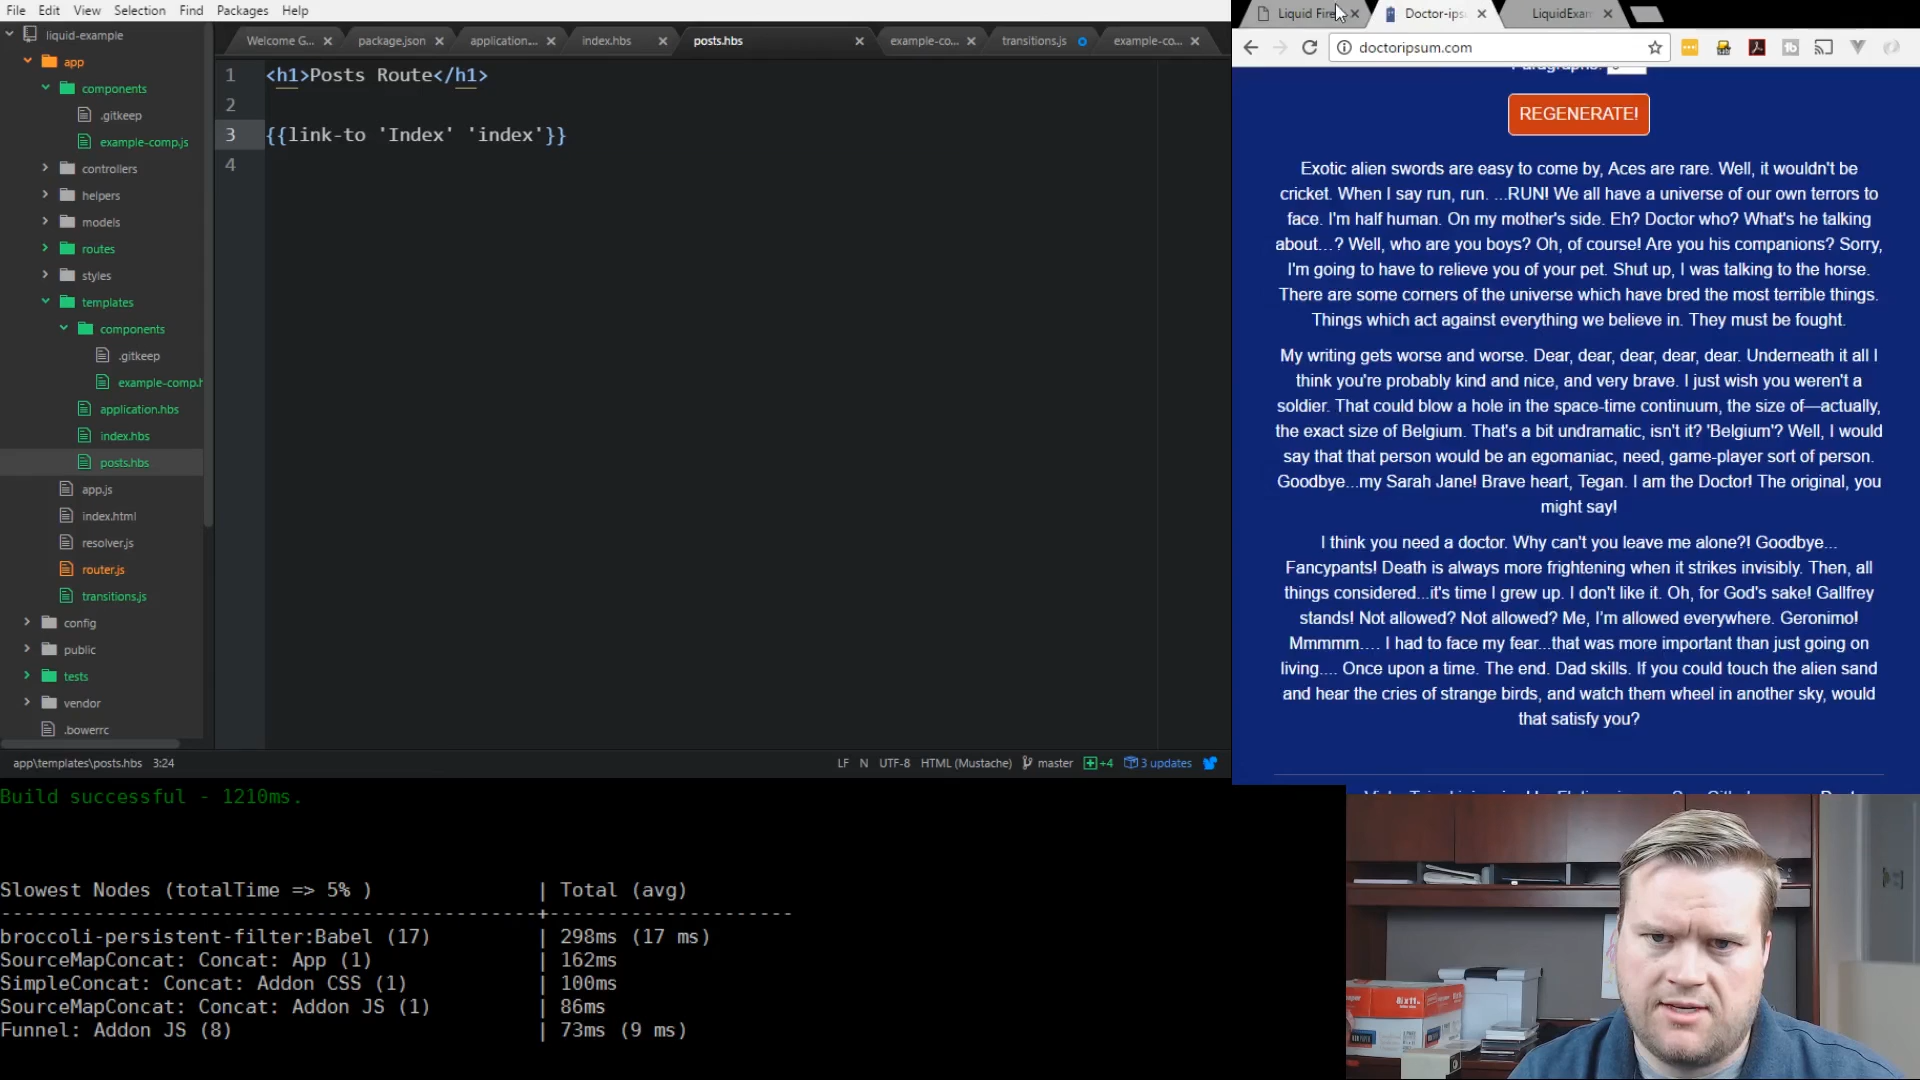 File Edit View Selection Find Packages Help
liquid-example
app
components
.gitkeep
example-comp.js
controllers
helpers
models
routes
styles
templates
components
.gitkeep
example-comp.h
application.hbs
index.hbs
posts.hbs
app.js
index.html
resolver.js
router.js
transitions.js
config
public
tests
vendor
.bowerrc
Welcome G... package.json application.... index.hbs posts.hbs example-co... transitions.js example-co...
1 <h1>Posts Route</h1>
2
3 {{link-to 'Index' 'index'}}
4
app\templates\posts.hbs 3:24 LF N UTF-8 HTML (Mustache) master +4 3 updates
Liquid Fire Doctor-ips LiquidExam
doctoripsum.com
Paragraphs:
REGENERATE!
Exotic alien swords are easy to come by, Aces are rare. Well, it wouldn't be
cricket. When I say run, run. ...RUN! We all have a universe of our own terrors to
face. I'm half human. On my mother's side. Eh? Doctor who? What's he talking
about…? Well, who are you boys? Oh, of course! Are you his companions? Sorry,
I'm going to have to relieve you of your pet. Shut up, I was talking to the horse.
There are some corners of the universe which have bred the most terrible things.
Things which act against everything we believe in. They must be fought.
My writing gets worse and worse. Dear, dear, dear, dear, dear. Underneath it all I
think you're probably kind and nice, and very brave. I just wish you weren't a
soldier. That could blow a hole in the space-time continuum, the size of—actually,
the exact size of Belgium. That's a bit undramatic, isn't it? 'Belgium'? Well, I would
say that that person would be an egomaniac, need, game-player sort of person.
Goodbye...my Sarah Jane! Brave heart, Tegan. I am the Doctor! The original, you
might say!
I think you need a doctor. Why can't you leave me alone?! Goodbye...
Fancypants! Death is always more frightening when it strikes invisibly. Then, all
things considered...it's time I grew up. I don't like it. Oh, for God's sake! Gallfrey
stands! Not allowed? Not allowed? Me, I'm allowed everywhere. Geronimo!
Mmmmm.... I had to face my fear...that was more important than just going on
living.... Once upon a time. The end. Dad skills. If you could touch the alien sand
and hear the cries of strange birds, and watch them wheel in another sky, would
that satisfy you?
Build successful - 1210ms.
Slowest Nodes (totalTime => 5% ) | Total (avg)
----------------------------------------------+---------------------
broccoli-persistent-filter:Babel (17) | 298ms (17 ms)
SourceMapConcat: Concat: App (1) | 162ms
SimpleConcat: Concat: Addon CSS (1) | 100ms
SourceMapConcat: Concat: Addon JS (1) | 86ms
Funnel: Addon JS (8) | 73ms (9 ms)